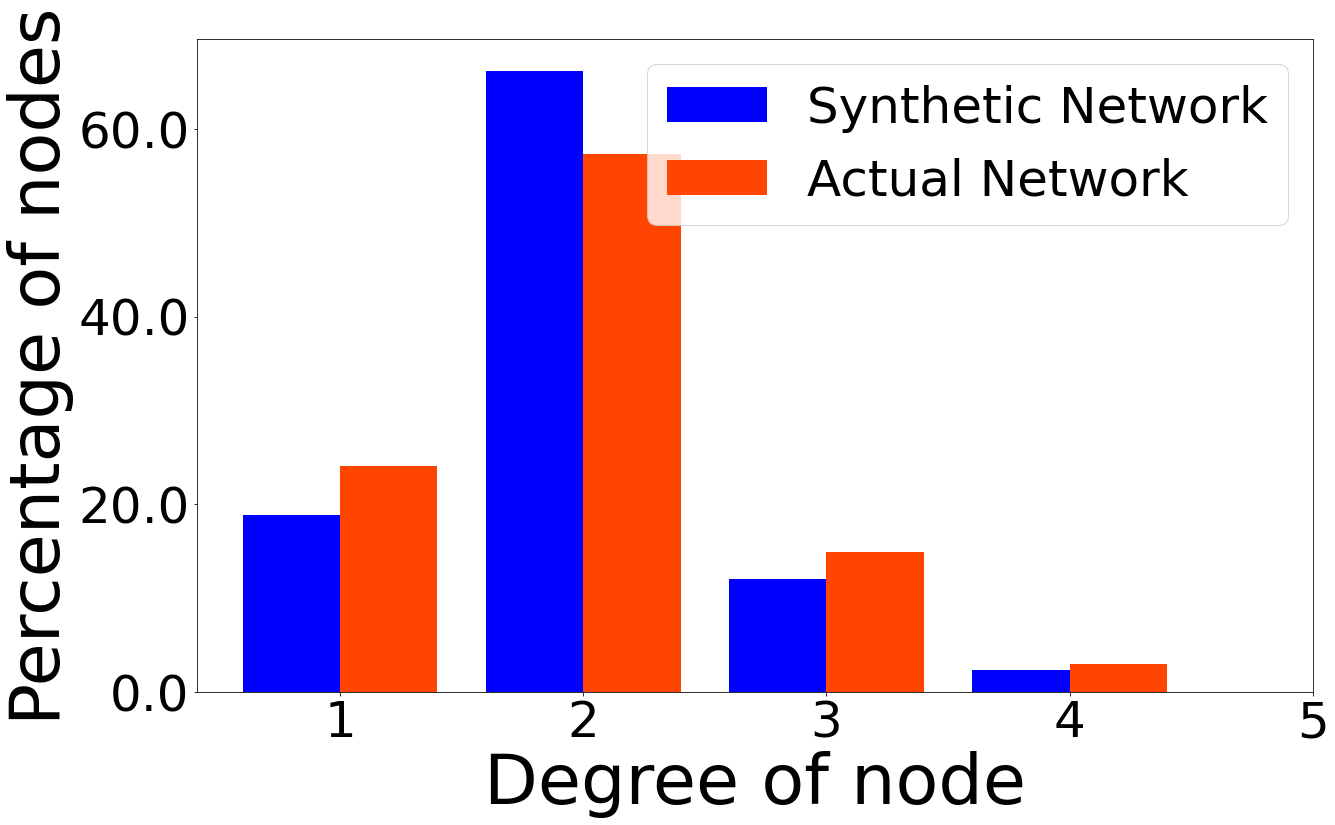 Percentage of nodes
60.0
40.0
20.0
0.0
Synthetic Network
Actual Network
1 2 3 4 5
Degree of node